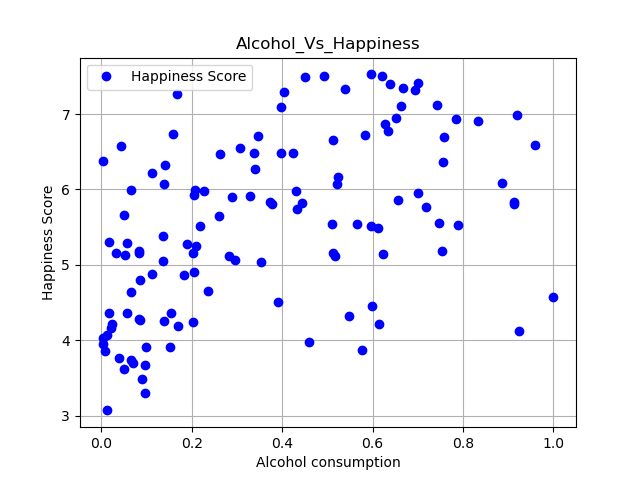 Alcohol_Vs_Happiness
Happiness Score
7
6
5
4
3
Happiness Score
0.0 0.2 0.4 0.6 0.8 1.0
Alcohol consumption